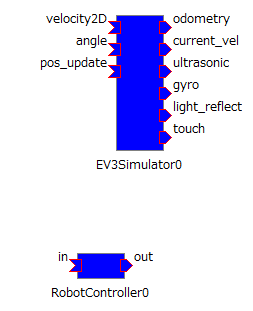 velocity2D odometry
angle current_vel
pos_update ultrasonic
gyro
light_reflect
touch
EV3Simulator0
in out
RobotController0